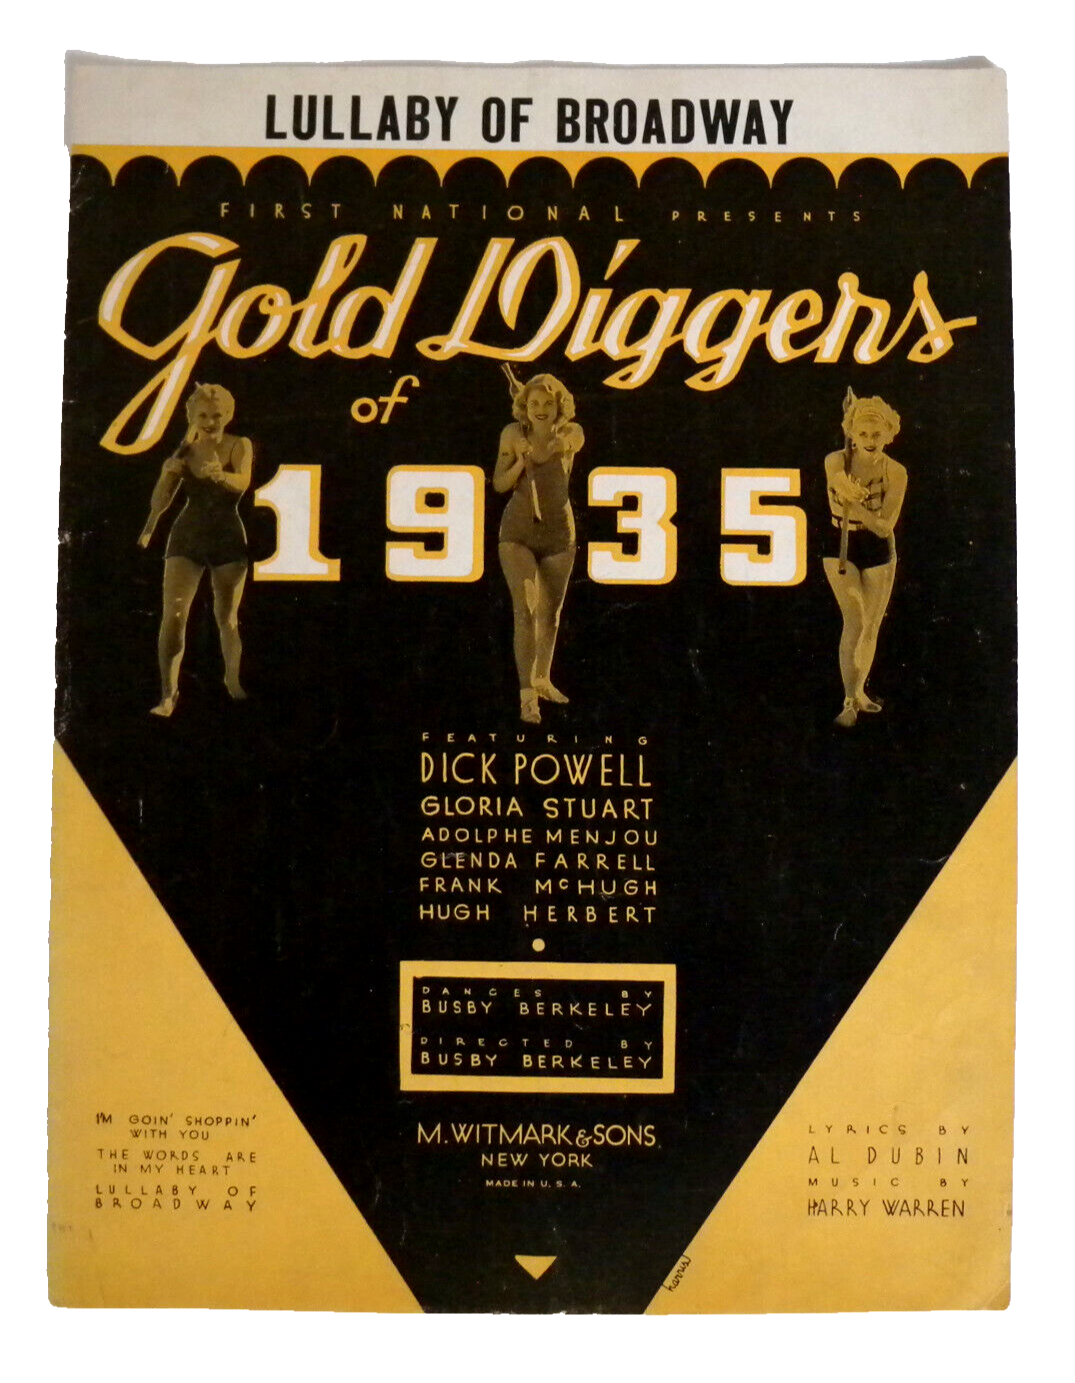 LULLABY OF BROADWAY
FIRST NATIONAL PRESENTS
Gold Diggers
of
1935
FEATURING
DICK POWELL
GLORIA STUART
ADOLPHE MENJOU
GLENDA FARRELL
FRANK McHUGH
HUGH HERBERT
DANCES BY
BUSBY BERKELEY
DIRECTED BY
BUSBY BERKELEY
M. WITMARK & SONS
NEW YORK
MADE IN U. S. A.
I'M GOIN' SHOPPIN'
WITH YOU
THE WORDS ARE
IN MY HEART
LULLABY OF
BROADWAY
LYRICS BY
AL DUBIN
MUSIC BY
HARRY WARREN
harris